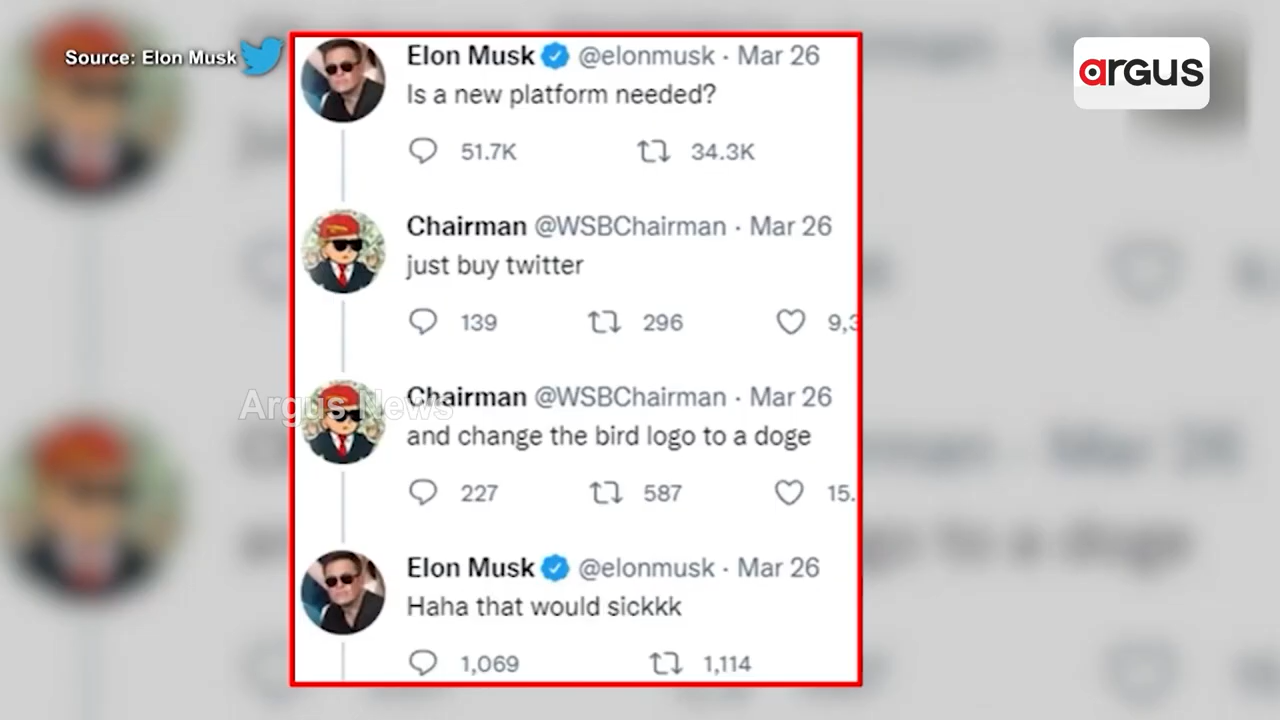 Source: Elon Musk
argus
Elon Musk @elonmusk · Mar 26
Is a new platform needed?
51.7K 34.3K
Chairman @WSBChairman · Mar 26
just buy twitter
139 296 9,3
Argus News
Chairman @WSBChairman · Mar 26
and change the bird logo to a doge
227 587 15.
Elon Musk @elonmusk · Mar 26
Haha that would sickkk
1,069 1,114